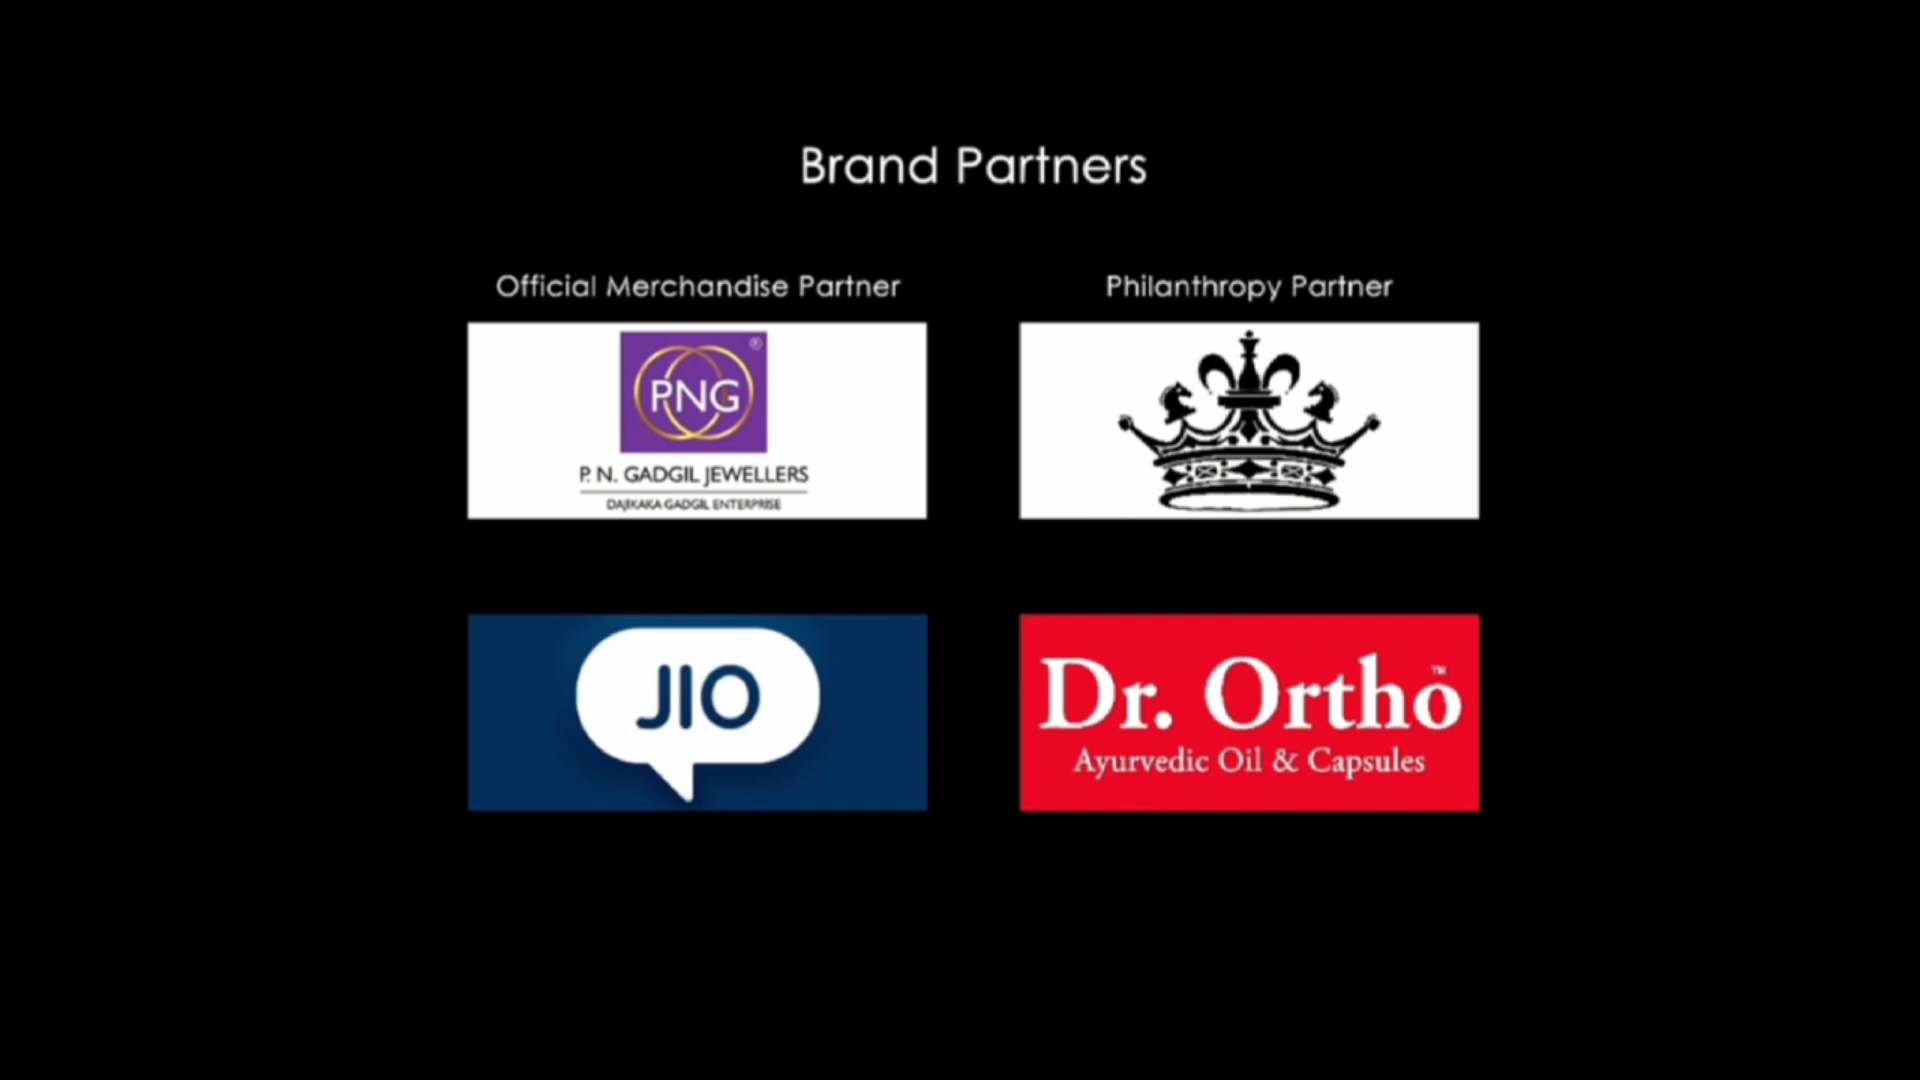 Brand Partners
Official Merchandise Partner
Philanthropy Partner
PNG
®
P. N. GADGIL JEWELLERS
DAJIKAKA GADGIL ENTERPRISE
JIO
Dr. Ortho
™
Ayurvedic Oil & Capsules